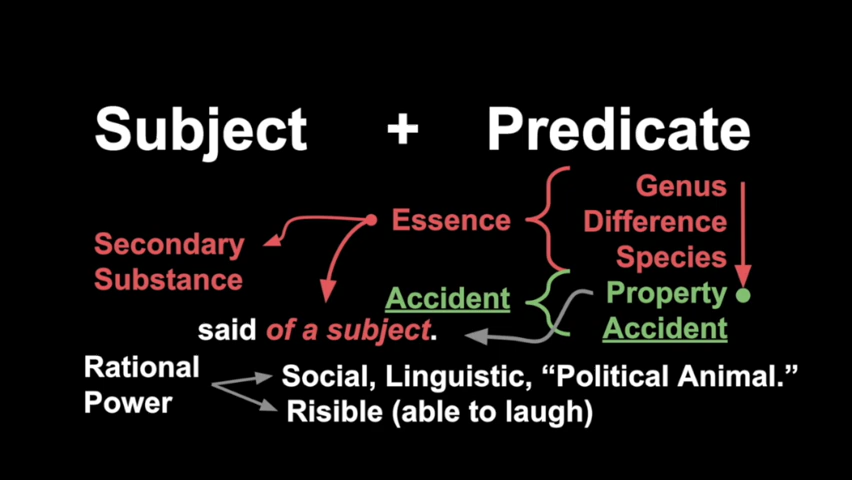 Subject + Predicate
Genus
Essence
Difference
Secondary
Substance
Species
Accident
Property
said of a subject.
Accident
Rational
Power
Social, Linguistic, “Political Animal.”
Risible (able to laugh)